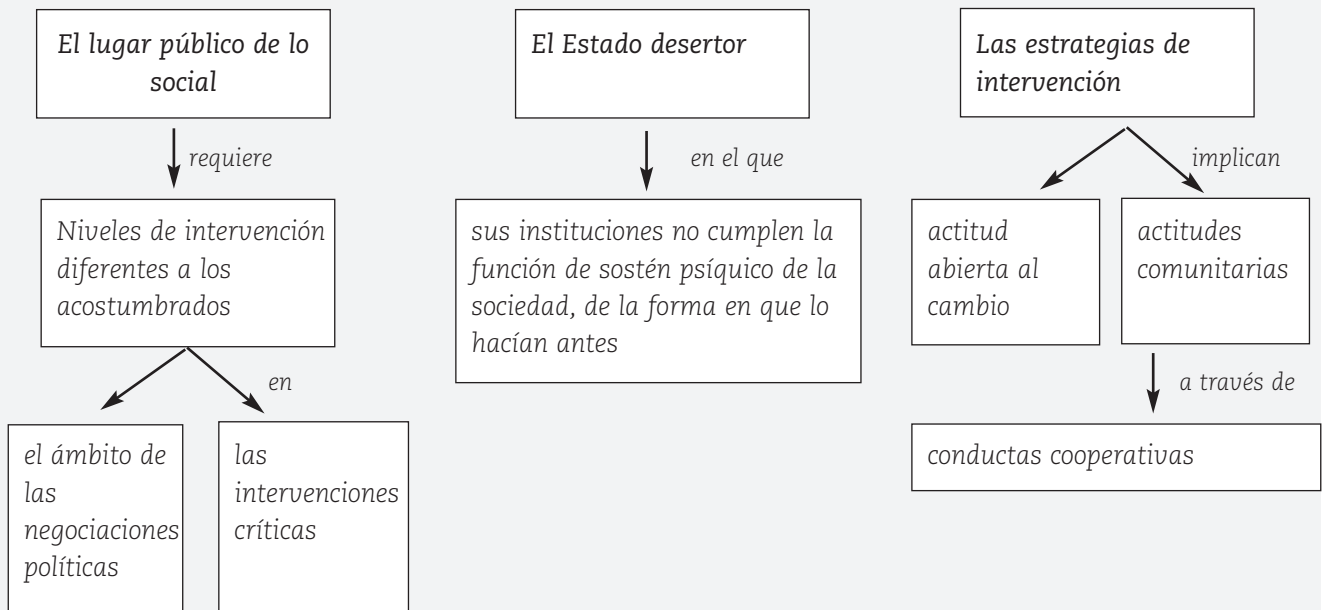 El lugar público de lo
social
requiere
Niveles de intervención
diferentes a los
acostumbrados
en
el ámbito de
las
negociaciones
políticas
las
intervenciones
críticas
El Estado desertor
en el que
sus instituciones no cumplen la
función de sostén psíquico de la
sociedad, de la forma en que lo
hacían antes
Las estrategias de
intervención
implican
actitud
abierta al
cambio
actitudes
comunitarias
a través de
conductas cooperativas